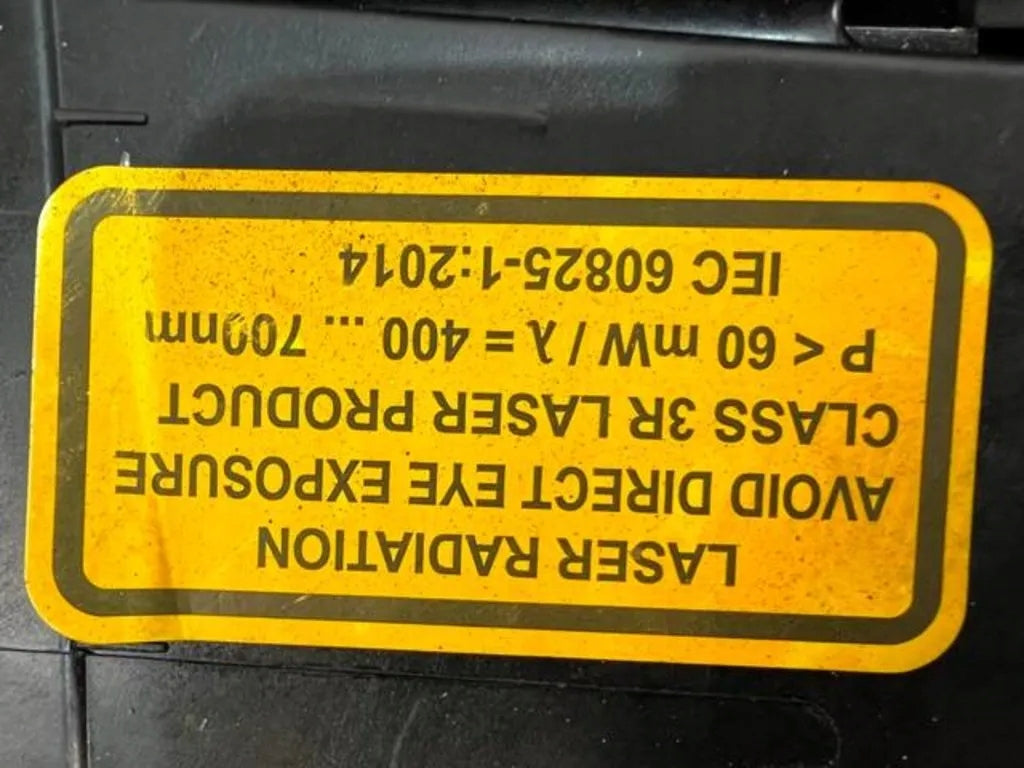 LASER RADIATION
AVOID DIRECT EYE EXPOSURE
CLASS 3R LASER PRODUCT
P < 60 mW / λ = 400 ... 700nm
IEC 60825-1:2014